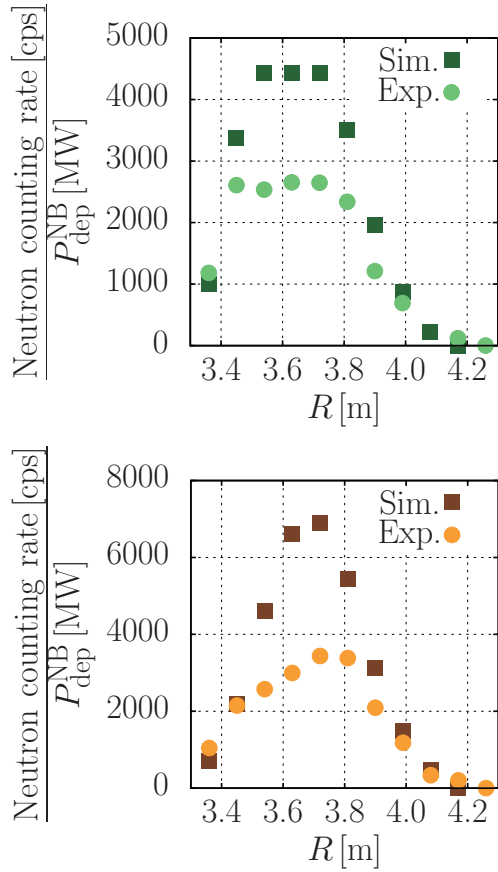 Neutron counting rate [cps]
P_dep^NB [MW]
5000
4000
3000
2000
1000
0
Sim.
Exp.
3.4 3.6 3.8 4.0 4.2
R [m]
Neutron counting rate [cps]
P_dep^NB [MW]
8000
6000
4000
2000
0
Sim.
Exp.
3.4 3.6 3.8 4.0 4.2
R [m]